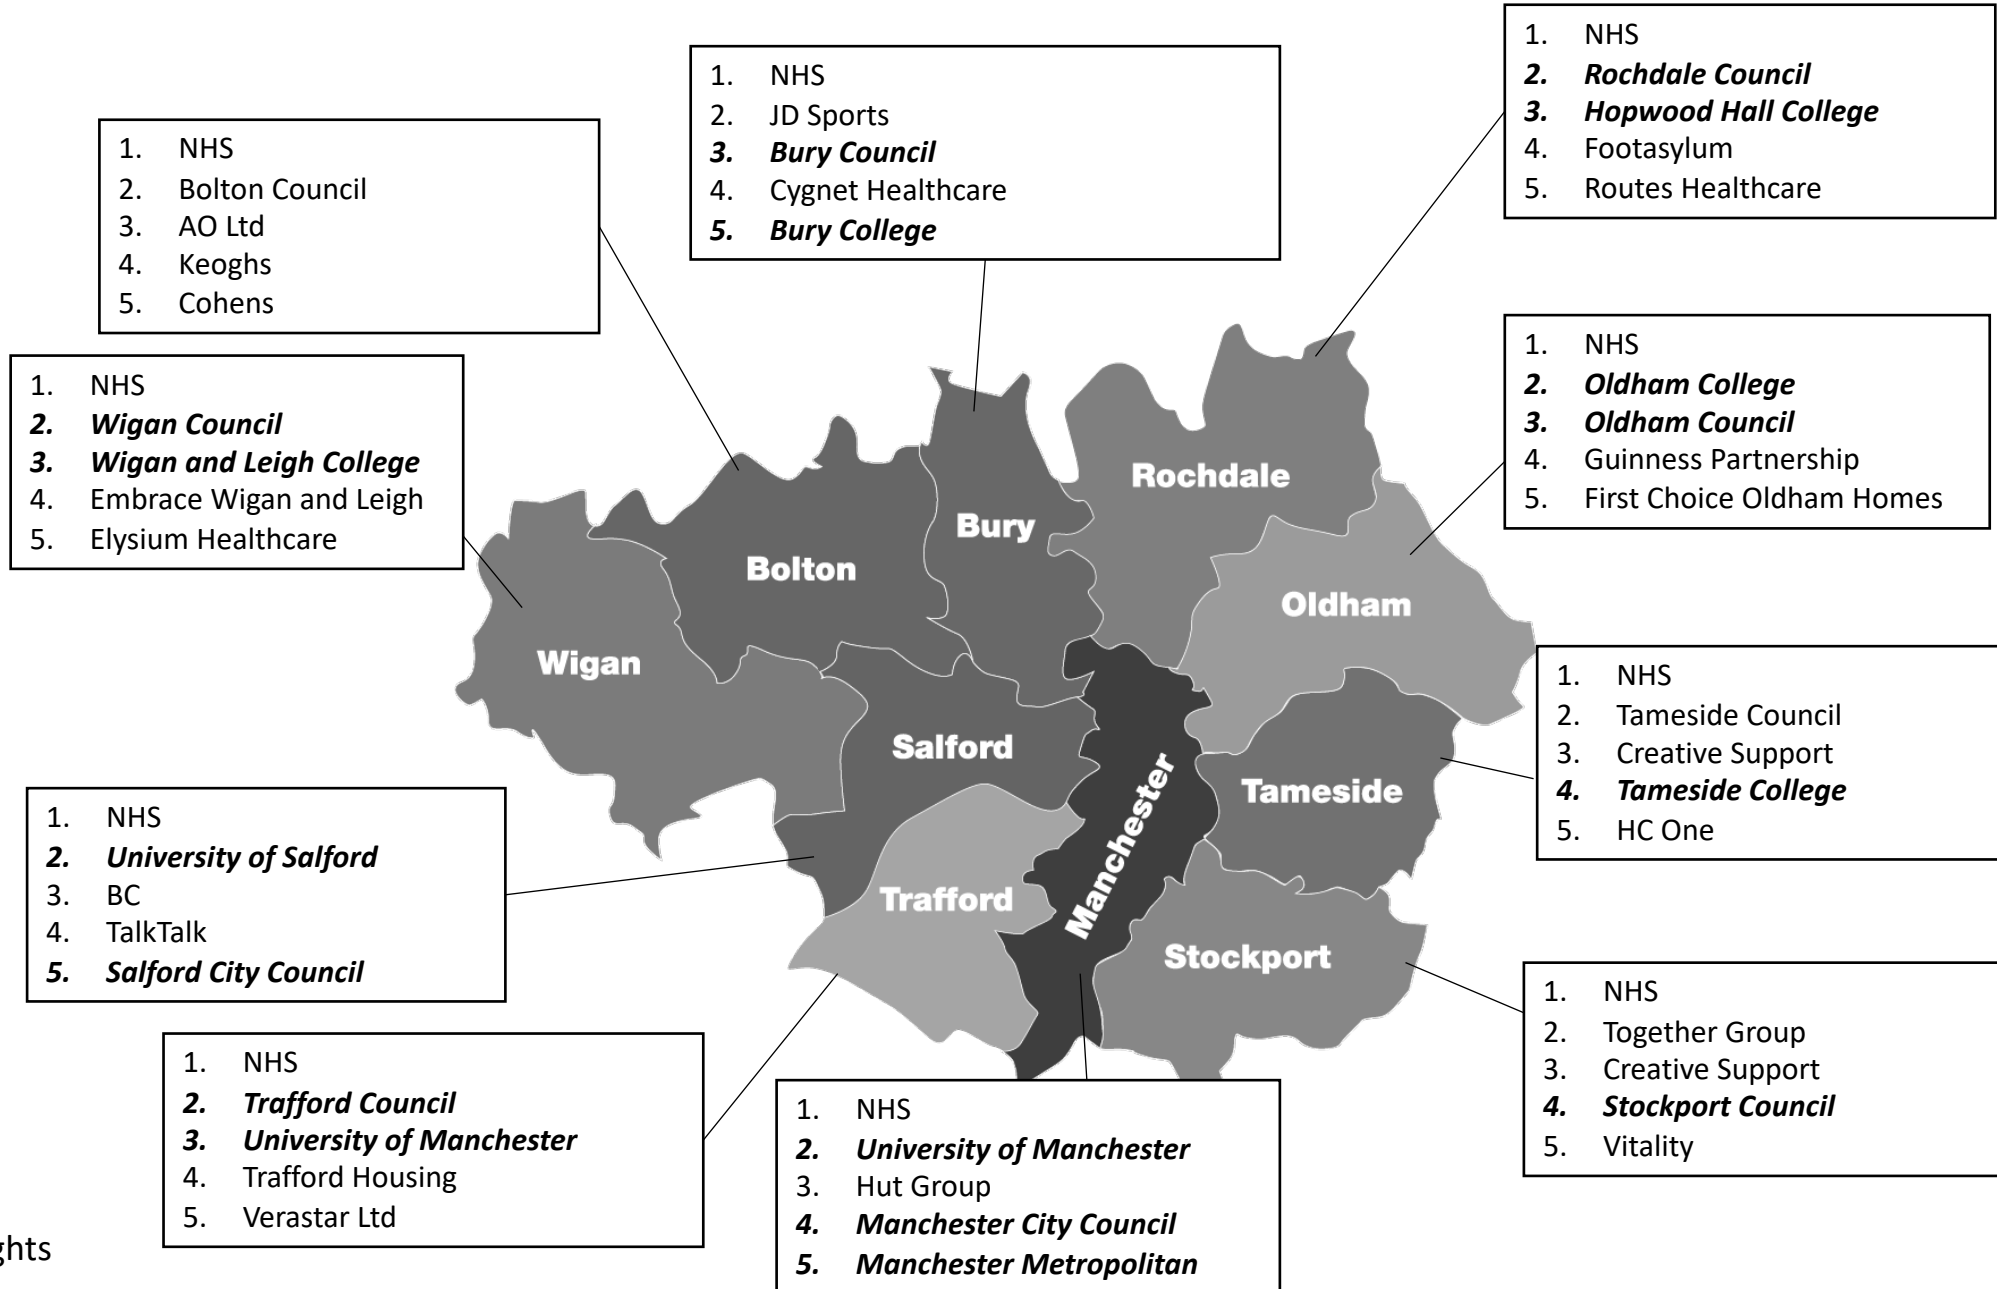 1. NHS
2. JD Sports
3. Bury Council
4. Cygnet Healthcare
5. Bury College
1. NHS
2. Rochdale Council
3. Hopwood Hall College
4. Footasylum
5. Routes Healthcare
1. NHS
2. Bolton Council
3. AO Ltd
4. Keoghs
5. Cohens
1. NHS
2. Oldham College
3. Oldham Council
4. Guinness Partnership
5. First Choice Oldham Homes
1. NHS
2. Wigan Council
3. Wigan and Leigh College
4. Embrace Wigan and Leigh
5. Elysium Healthcare
Rochdale
Bury
Bolton
Oldham
Wigan
Salford
Tameside
Manchester
Trafford
Stockport
1. NHS
2. Tameside Council
3. Creative Support
4. Tameside College
5. HC One
1. NHS
2. University of Salford
3. BC
4. TalkTalk
5. Salford City Council
1. NHS
2. Together Group
3. Creative Support
4. Stockport Council
5. Vitality
1. NHS
2. Trafford Council
3. University of Manchester
4. Trafford Housing
5. Verastar Ltd
1. NHS
2. University of Manchester
3. Hut Group
4. Manchester City Council
5. Manchester Metropolitan
ghts